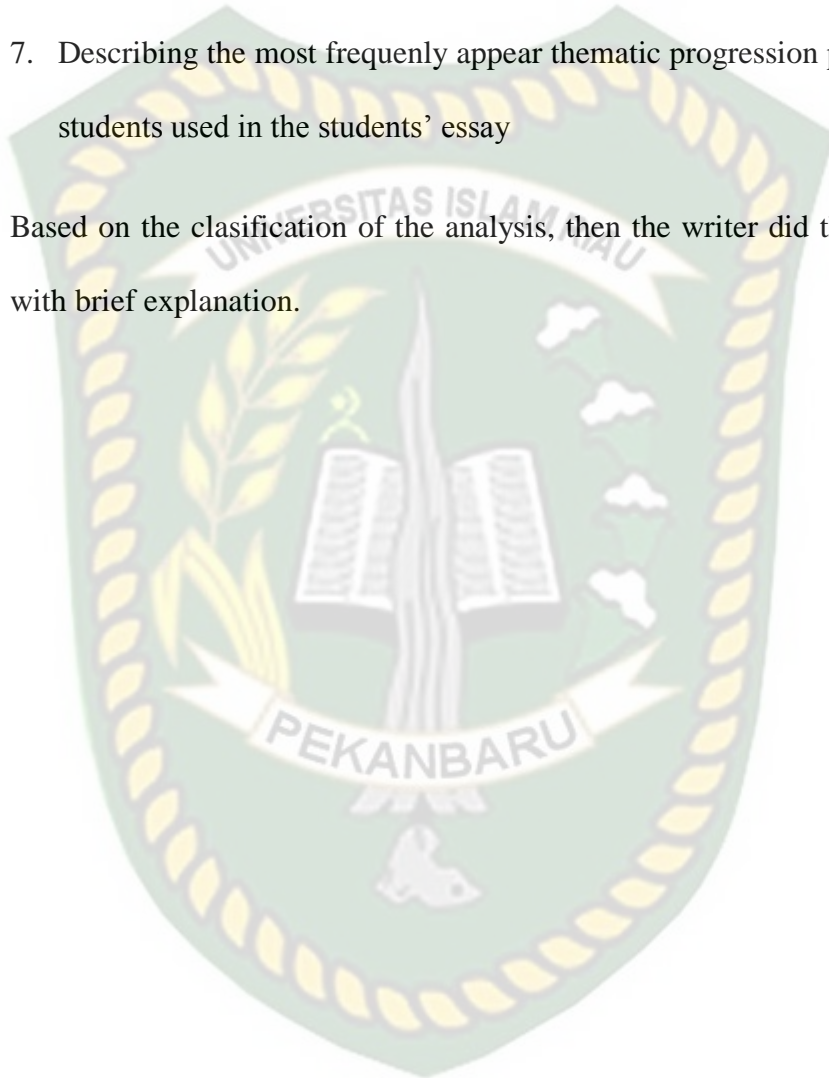 7. Describing the most frequenly appear thematic progression
students used in the students' essay
UNIVERSITAS ISLAM RIAU
Based on the clasification of the analysis, then the writer did
with brief explanation.
PEKANBARU